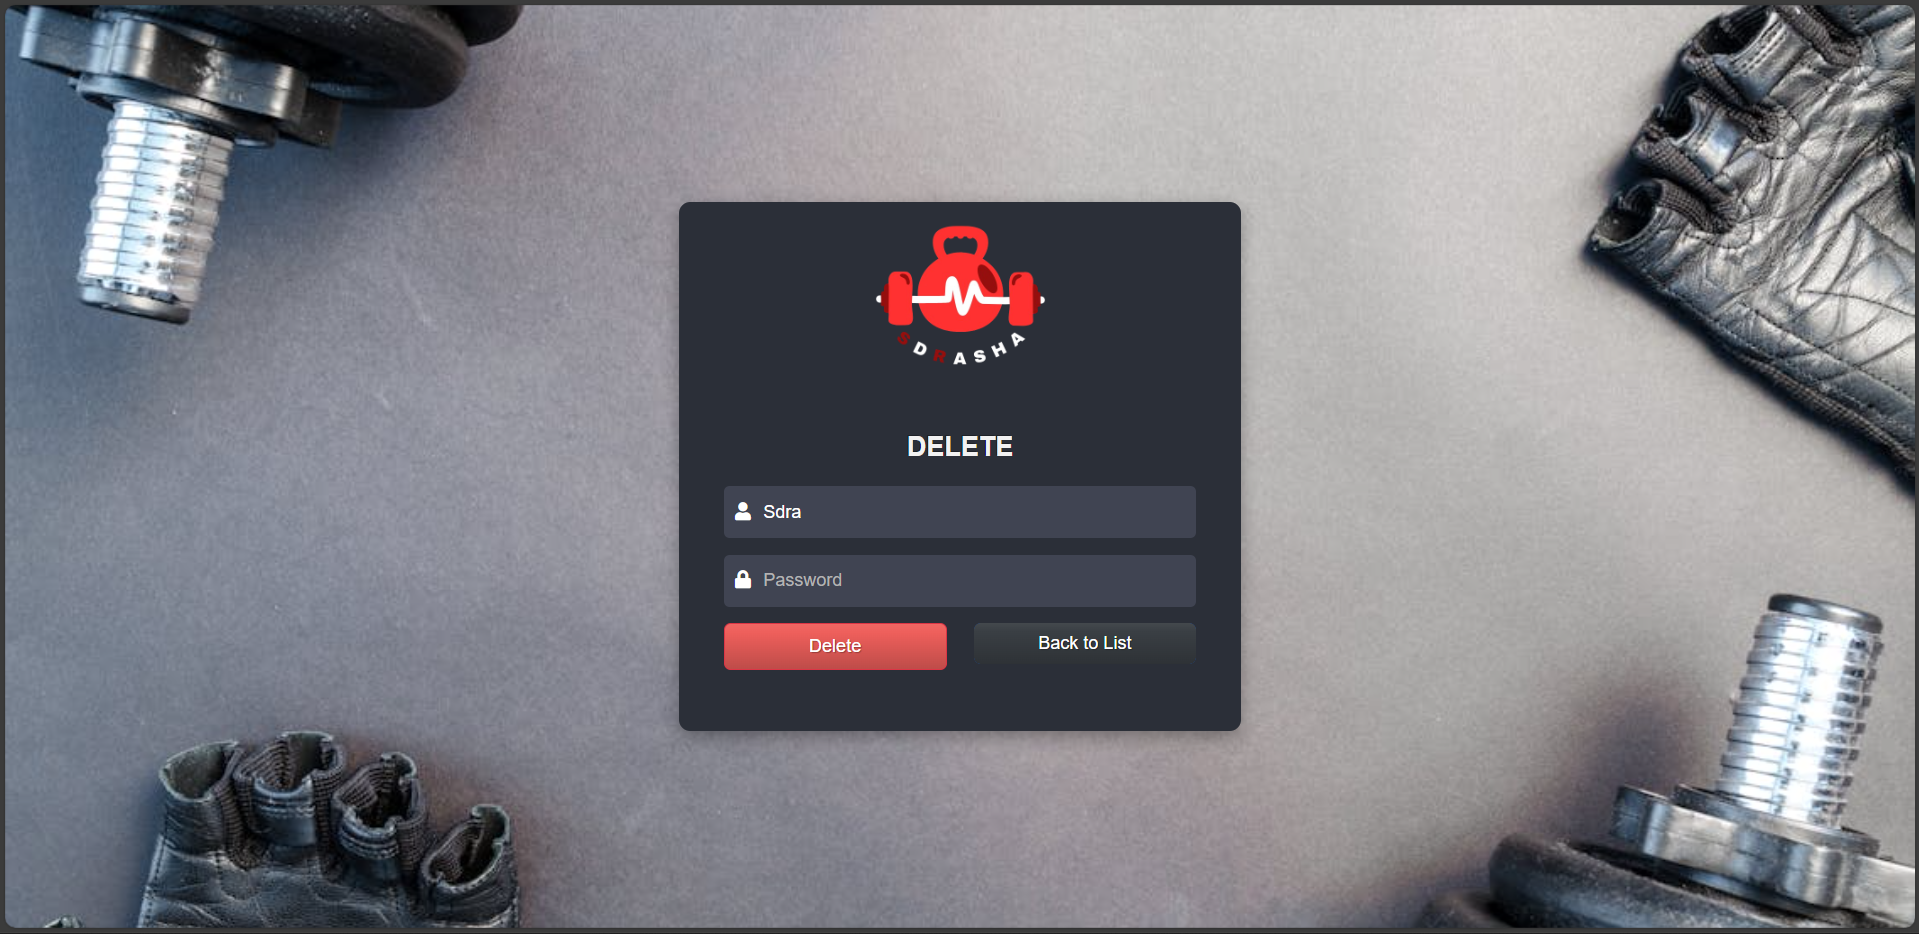 SDRASHA
DELETE
Sdra
Password
Delete
Back to List